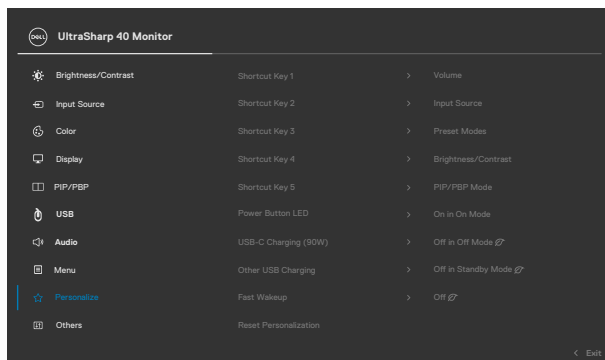 DELL UltraSharp 40 Monitor
Brightness/Contrast Shortcut Key 1 > Volume
Input Source Shortcut Key 2 > Input Source
Color Shortcut Key 3 > Preset Modes
Display Shortcut Key 4 > Brightness/Contrast
PIP/PBP Shortcut Key 5 > PIP/PBP Mode
USB Power Button LED > On in On Mode
Audio USB-C Charging (90W) > Off in Off Mode
Menu Other USB Charging > Off in Standby Mode
Personalize Fast Wakeup > Off
Others Reset Personalization
< Exit